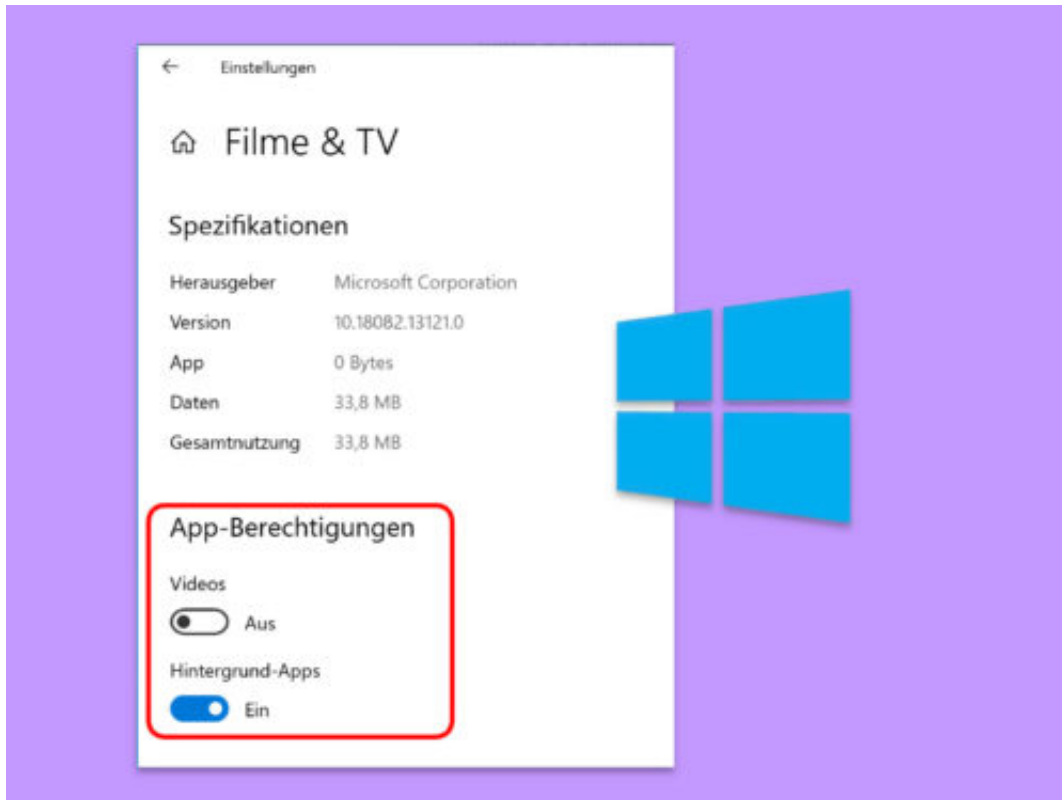 Einstellungen
Filme & TV
Spezifikationen
Herausgeber Microsoft Corporation
Version 10.18082.13121.0
App 0 Bytes
Daten 33,8 MB
Gesamtnutzung 33,8 MB
App-Berechtigungen
Videos
Aus
Hintergrund-Apps
Ein